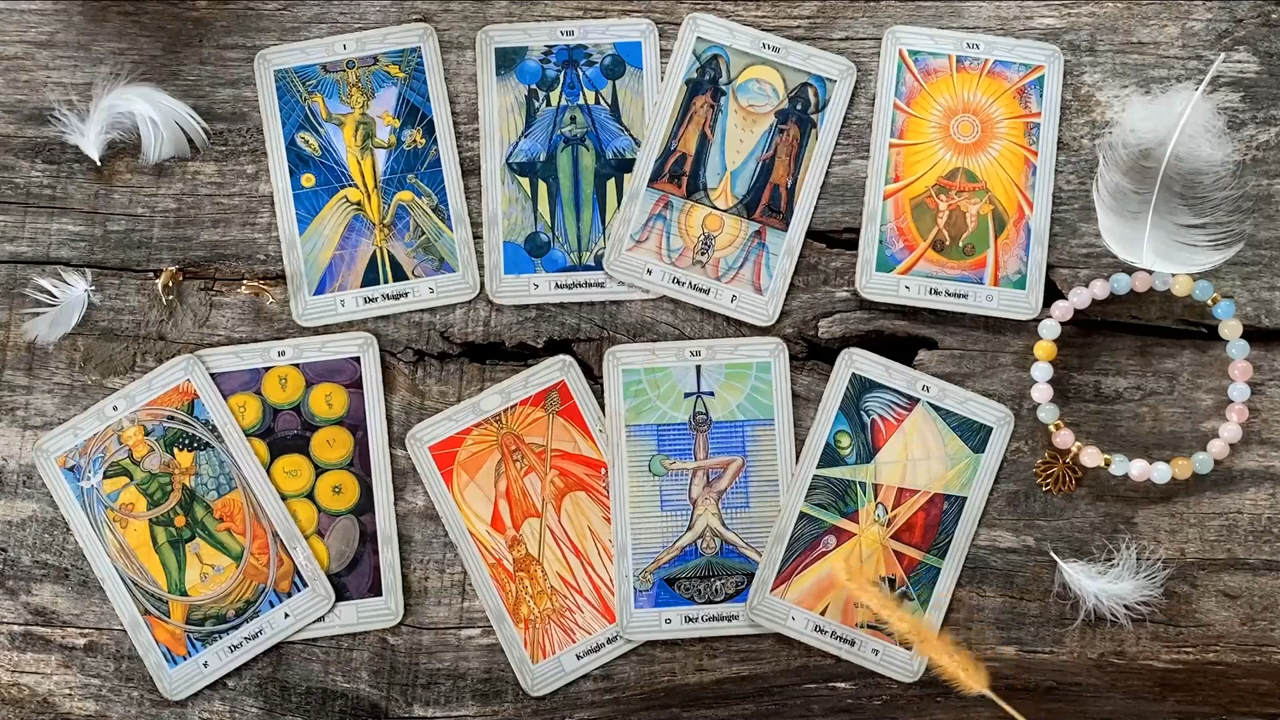 I
VIII
XVIII
XIX
Der Magier
Ausgleichung
Der Mond
Die Sonne
0
10
XII
IX
Der Narr
Königin der
Der Gehängte
Der Eremit